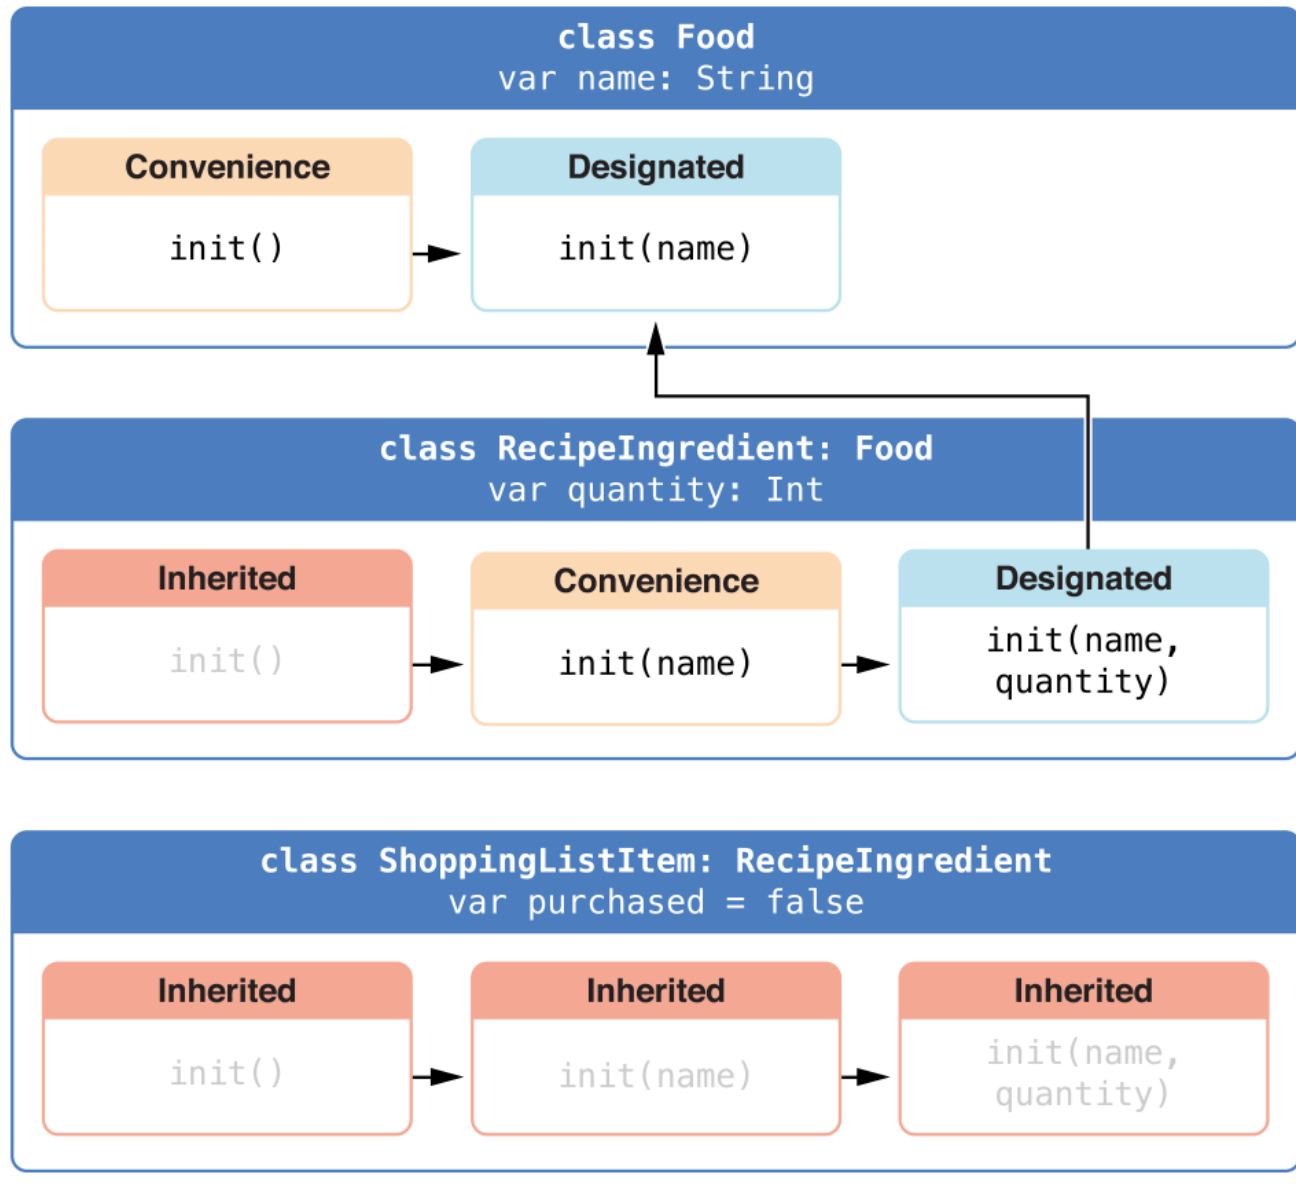 class Food
var name: String
Convenience
Designated
init()
init(name)
class RecipeIngredient: Food
var quantity: Int
Inherited
Convenience
Designated
init()
init(name)
init(name,
quantity)
class ShoppingListItem: RecipeIngredient
var purchased = false
Inherited
Inherited
Inherited
init()
init(name)
init(name,
quantity)